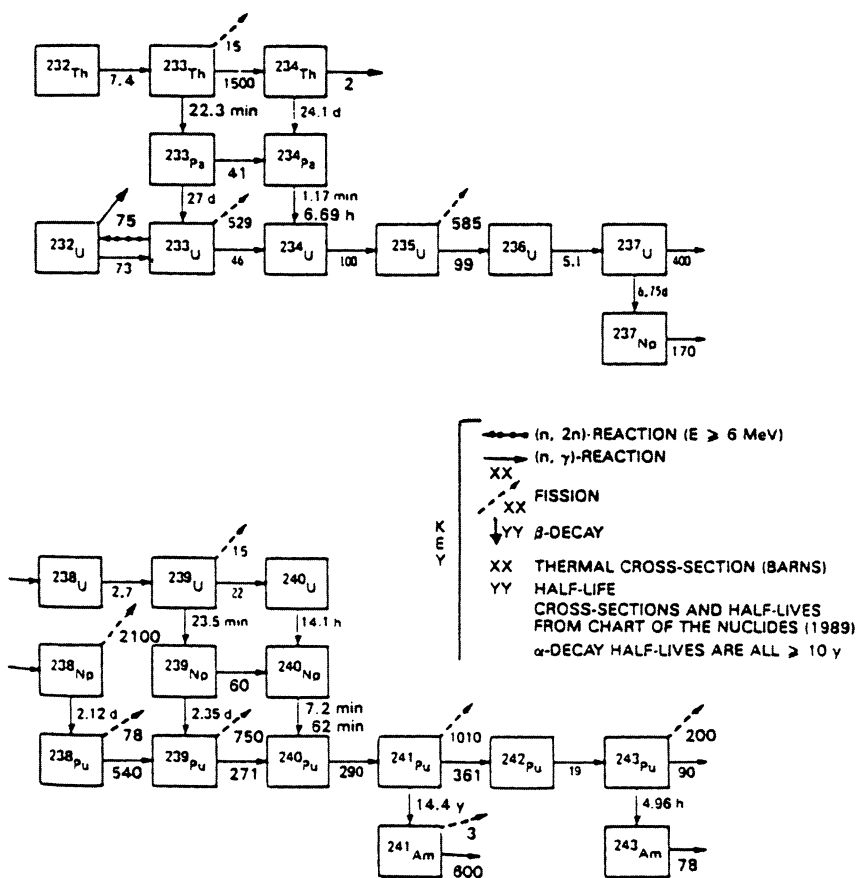 15
232Th 233Th 234Th
7.4 1500 2
22.3 min 24.1 d
233Pa 234Pa
41
27 d 1.17 min
75 529 6.69 h 585
232U 233U 234U 235U 236U 237U
73 46 100 99 5.1 400
6.75d
237Np
170
(n, 2n)-REACTION (E ⩾ 6 MeV)
(n, γ)-REACTION
XX
XX FISSION
YY β-DECAY
XX THERMAL CROSS-SECTION (BARNS)
YY HALF-LIFE
CROSS-SECTIONS AND HALF-LIVES
FROM CHART OF THE NUCLIDES (1989)
α-DECAY HALF-LIVES ARE ALL ⩾ 10 y
KEY
15
238U 239U 240U
2.7 22
2100 23.5 min 14.1 h
238Np 239Np 240Np
60
2.12 d 2.35 d 7.2 min
78 750 62 min 1010 200
238Pu 239Pu 240Pu 241Pu 242Pu 243Pu
540 271 290 361 19 90
14.4 y 4.96 h
3
241Am 243Am
600 78